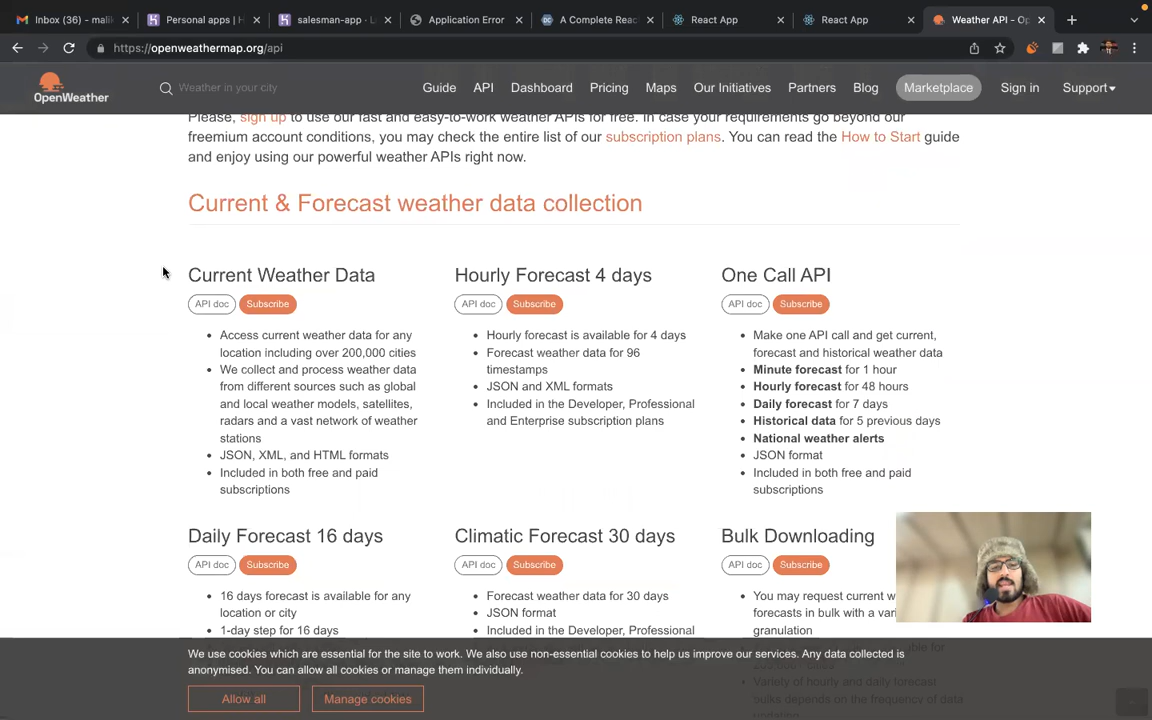 Inbox (36) - malik
Personal apps | H
salesman-app · L
Application Error
A Complete Reac
React App
React App
Weather API - Op
https://openweathermap.org/api
OpenWeather
Weather in your city
Guide
API
Dashboard
Pricing
Maps
Our Initiatives
Partners
Blog
Marketplace
Sign in
Support
Please, sign up to use our fast and easy-to-work weather APIs for free. In case your requirements go beyond our
freemium account conditions, you may check the entire list of our subscription plans. You can read the How to Start guide
and enjoy using our powerful weather APIs right now.
Current & Forecast weather data collection
Current Weather Data
API doc
Subscribe
Access current weather data for any
location including over 200,000 cities
We collect and process weather data
from different sources such as global
and local weather models, satellites,
radars and a vast network of weather
stations
JSON, XML, and HTML formats
Included in both free and paid
subscriptions
Hourly Forecast 4 days
API doc
Subscribe
Hourly forecast is available for 4 days
Forecast weather data for 96
timestamps
JSON and XML formats
Included in the Developer, Professional
and Enterprise subscription plans
One Call API
API doc
Subscribe
Make one API call and get current,
forecast and historical weather data
Minute forecast for 1 hour
Hourly forecast for 48 hours
Daily forecast for 7 days
Historical data for 5 previous days
National weather alerts
JSON format
Included in both free and paid
subscriptions
Daily Forecast 16 days
API doc
Subscribe
16 days forecast is available for any
location or city
1-day step for 16 days
Climatic Forecast 30 days
API doc
Subscribe
Forecast weather data for 30 days
JSON format
Included in the Developer, Professional
Bulk Downloading
API doc
Subscribe
You may request current w
forecasts in bulk with a vari
granulation
Variety of hourly and daily forecast
bulks depends on the frequency of data
We use cookies which are essential for the site to work. We also use non-essential cookies to help us improve our services. Any data collected is
anonymised. You can allow all cookies or manage them individually.
Allow all
Manage cookies